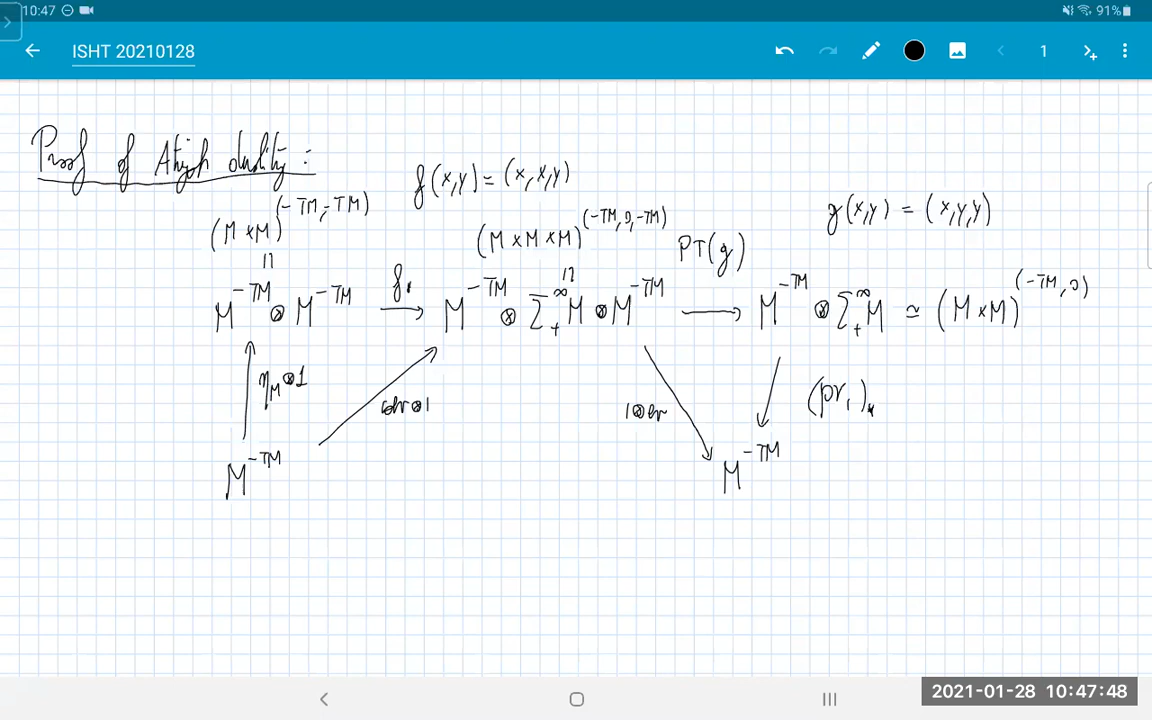 10:47
91%
ISHT 20210128
1
Proof of Atiyah duality :
f(x,y) = (x,x,y)
g(x,y) = (x,y,y)
(M×M)^(-TM,-TM)
(M×M×M)^(-TM,0,-TM)
PT(g)
M^-TM ⊗ M^-TM
f_*
M^-TM ⊗ Σ^∞_+ M ⊗ M^-TM
M^-TM ⊗ Σ^∞_+ M ≃ (M×M)^(-TM,0)
η_M ⊗ 1
1⊗ev
(pr_1)_*
M^-TM
M^-TM
2021-01-28 10:47:48